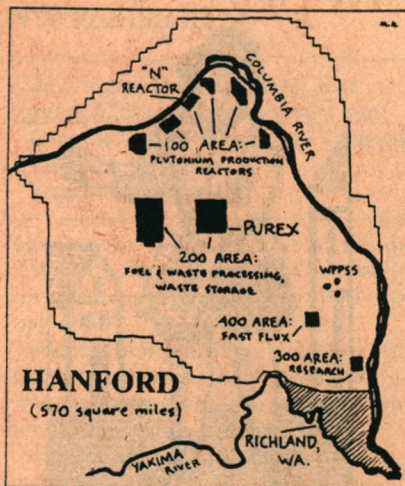 "N"
REACTOR
COLUMBIA RIVER
100 AREA:
PLUTONIUM PRODUCTION
REACTORS
PUREX
200 AREA:
FUEL & WASTE PROCESSING,
WASTE STORAGE
WPPSS
400 AREA:
FAST FLUX
300 AREA:
RESEARCH
HANFORD
(570 square miles)
RICHLAND,
WA.
YAKIMA
RIVER